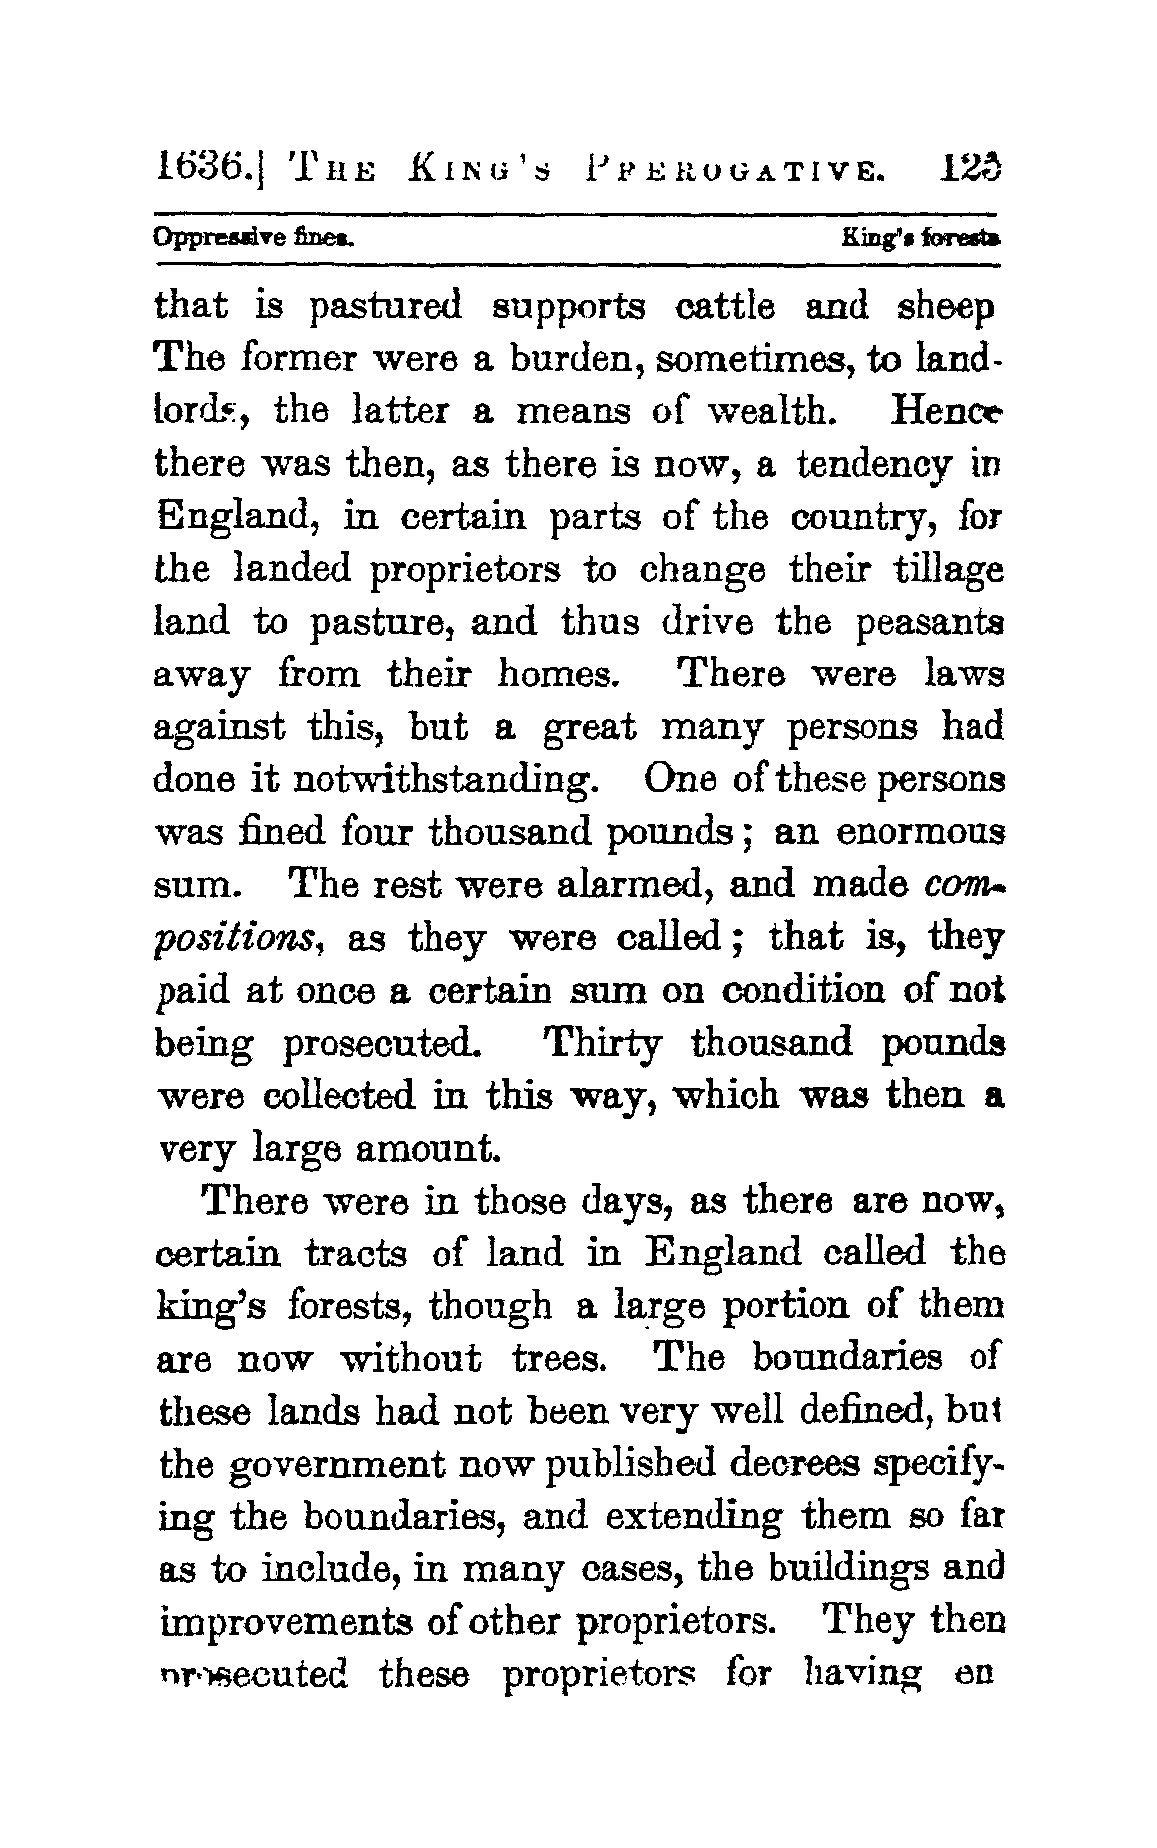 1636.] THE KING'S PREROGATIVE. 123
Oppressive fines. King's forests
that is pastured supports cattle and sheep
The former were a burden, sometimes, to land-
lords, the latter a means of wealth. Hence
there was then, as there is now, a tendency in
England, in certain parts of the country, for
the landed proprietors to change their tillage
land to pasture, and thus drive the peasants
away from their homes. There were laws
against this, but a great many persons had
done it notwithstanding. One of these persons
was fined four thousand pounds; an enormous
sum. The rest were alarmed, and made com-
positions, as they were called; that is, they
paid at once a certain sum on condition of not
being prosecuted. Thirty thousand pounds
were collected in this way, which was then a
very large amount.
There were in those days, as there are now,
certain tracts of land in England called the
king's forests, though a large portion of them
are now without trees. The boundaries of
these lands had not been very well defined, but
the government now published decrees specify-
ing the boundaries, and extending them so far
as to include, in many cases, the buildings and
improvements of other proprietors. They then
prosecuted these proprietors for having en